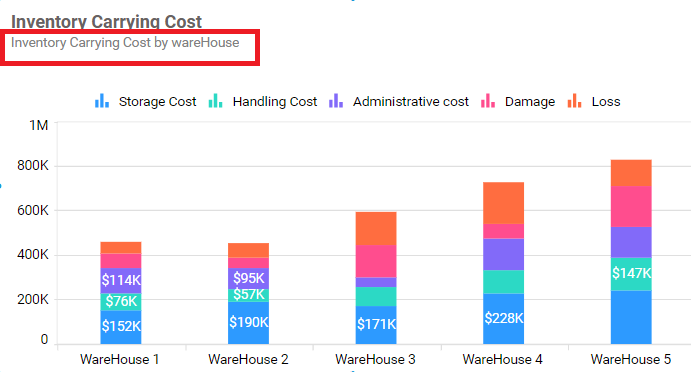 Inventory Carrying Cost
Inventory Carrying Cost by wareHouse
Storage Cost Handling Cost Administrative cost Damage Loss
1M
800K
600K
400K
200K
0
$114K
$76K
$152K
$95K
$57K
$190K
$171K
$228K
$147K
WareHouse 1 WareHouse 2 WareHouse 3 WareHouse 4 WareHouse 5